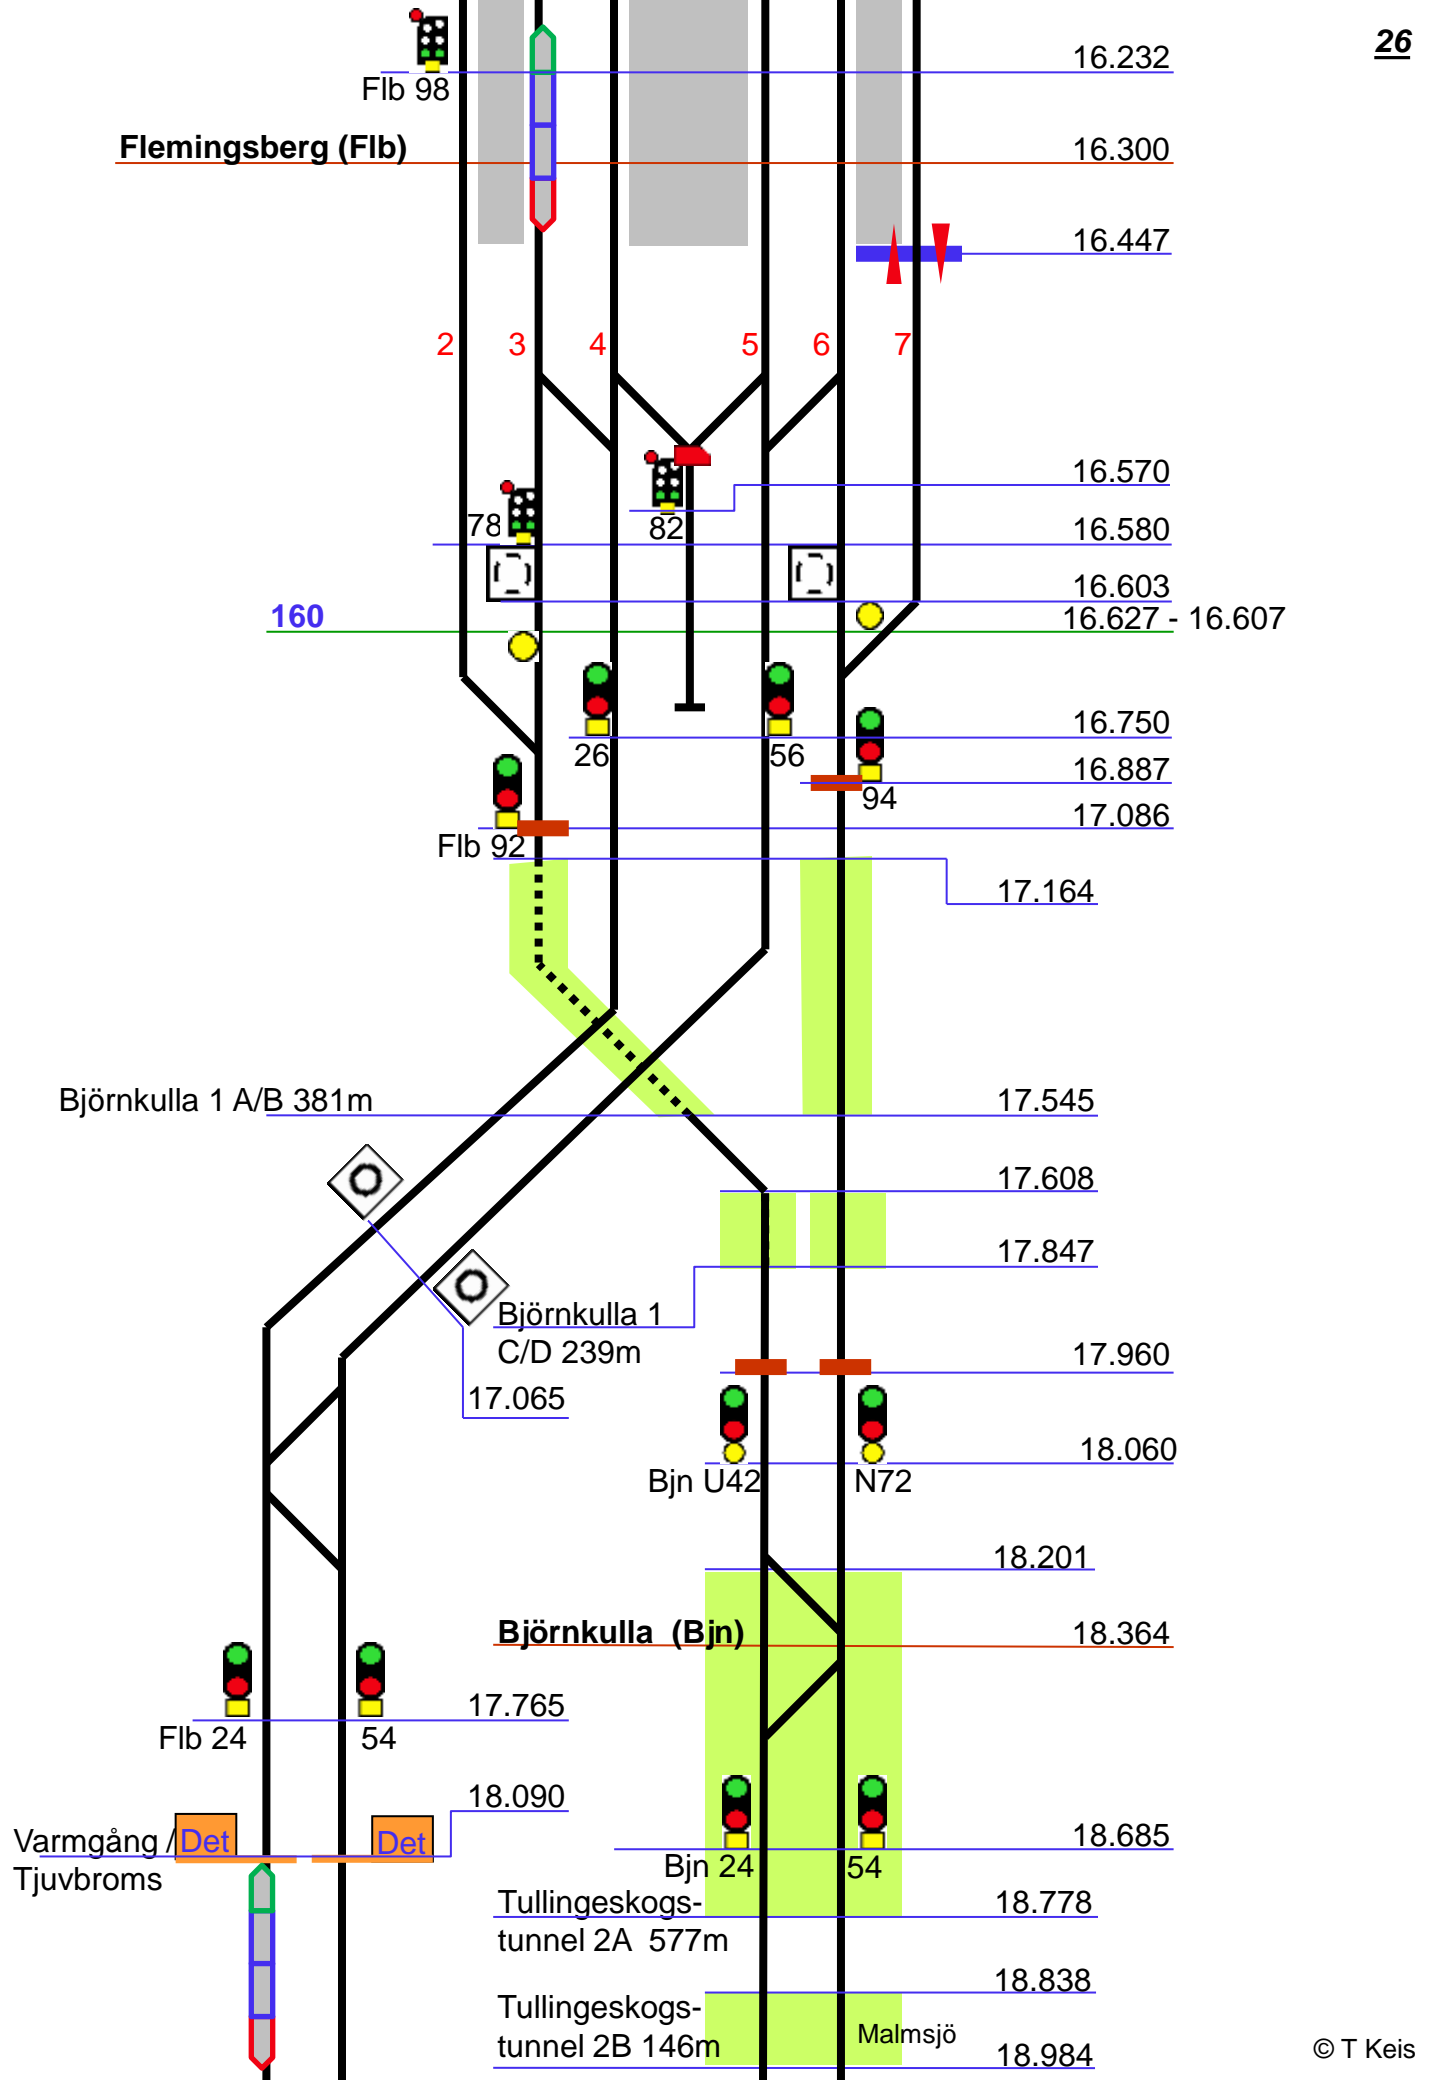 26
16.232
Flb 98
Flemingsberg (Flb)
16.300
16.447
2 3 4 5 6 7
16.570
78
82
16.580
16.603
160
16.627 - 16.607
26
56
16.750
16.887
94
17.086
Flb 92
17.164
Björnkulla 1 A/B 381m
17.545
17.608
17.847
Björnkulla 1
C/D 239m
17.960
17.065
18.060
Bjn U42
N72
18.201
Björnkulla (Bjn)
18.364
17.765
Flb 24
54
18.090
Varmgång /
Tjuvbroms
Det
Det
18.685
Bjn 24
54
Tullingeskogs-
tunnel 2A 577m
18.778
18.838
Tullingeskogs-
tunnel 2B 146m
Malmsjö
18.984
© T Keis